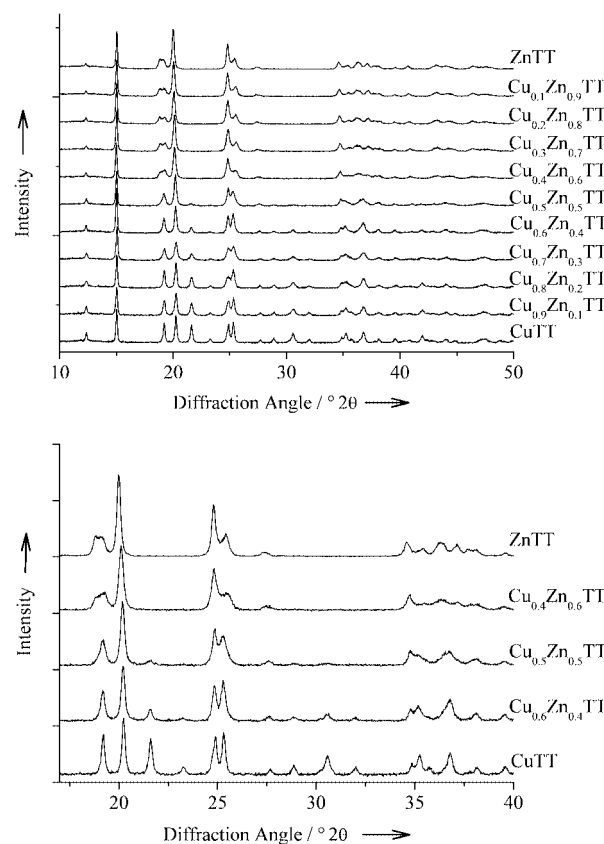 Intensity
ZnTT
Cu0.1Zn0.9TT
Cu0.2Zn0.8TT
Cu0.3Zn0.7TT
Cu0.4Zn0.6TT
Cu0.5Zn0.5TT
Cu0.6Zn0.4TT
Cu0.7Zn0.3TT
Cu0.8Zn0.2TT
Cu0.9Zn0.1TT
CuTT
10 20 30 40 50
Diffraction Angle / ° 2θ
Intensity
ZnTT
Cu0.4Zn0.6TT
Cu0.5Zn0.5TT
Cu0.6Zn0.4TT
CuTT
20 25 30 35 40
Diffraction Angle / ° 2θ